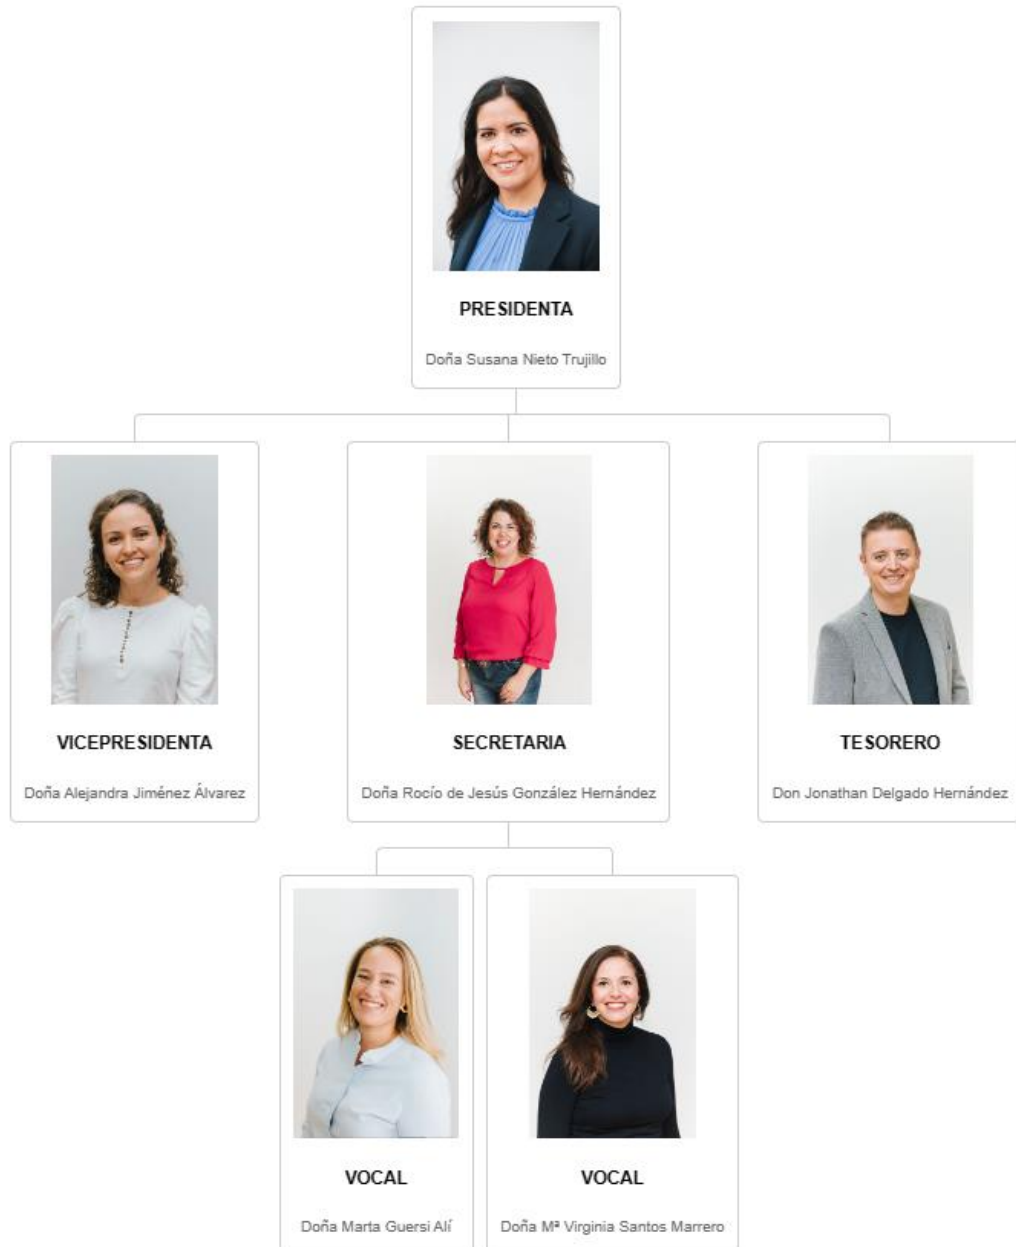 PRESIDENTA
Doña Susana Nieto Trujillo
VICEPRESIDENTA
Doña Alejandra Jiménez Álvarez
SECRETARIA
Doña Rocío de Jesús González Hernández
TESORERO
Don Jonathan Delgado Hernández
VOCAL
Doña Marta Guersi Alí
VOCAL
Doña Mª Virginia Santos Marrero